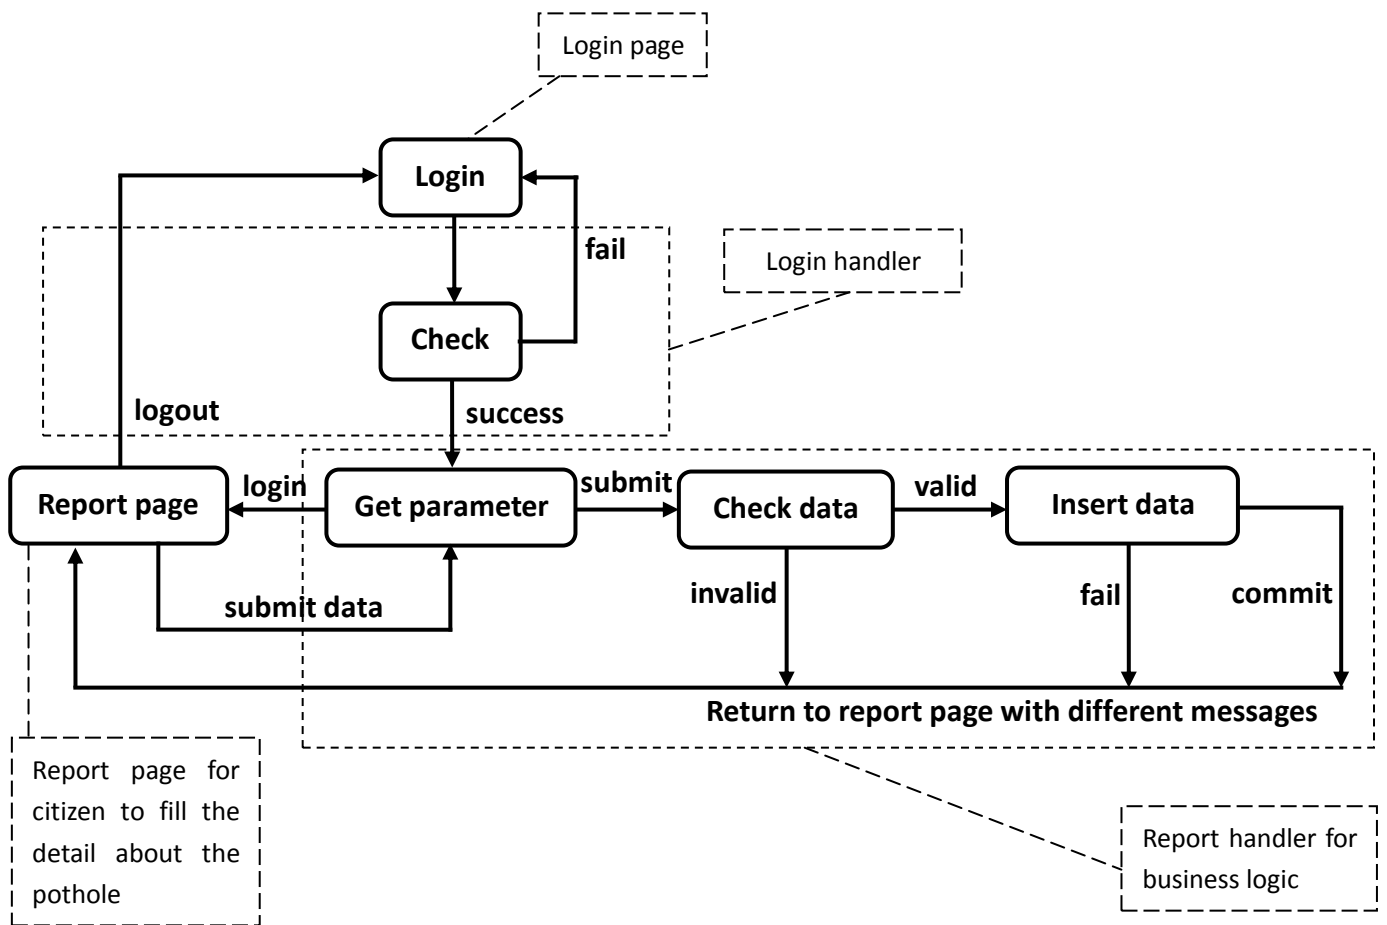 Login page
Login
fail
Login handler
Check
logout
success
Report page
login
Get parameter
submit
Check data
valid
Insert data
submit data
invalid
fail
commit
Return to report page with different messages
Report page for
citizen to fill the
detail about the
pothole
Report handler for
business logic